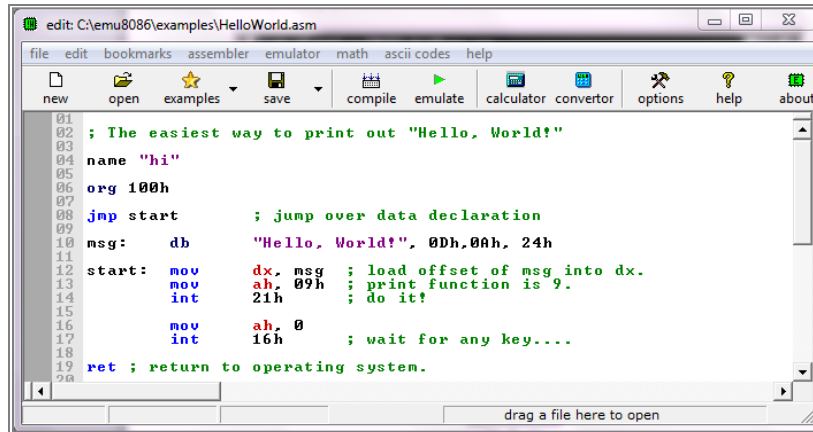 edit: C:\emu8086\examples\HelloWorld.asm
file edit bookmarks assembler emulator math ascii codes help
new open examples save compile emulate calculator convertor options help about
01
02 ; The easiest way to print out "Hello, World!"
03
04 name "hi"
05
06 org 100h
07
08 jmp start ; jump over data declaration
09
10 msg: db "Hello, World!", 0Dh,0Ah, 24h
11
12 start: mov dx, msg ; load offset of msg into dx.
13 mov ah, 09h ; print function is 9.
14 int 21h ; do it!
15
16 mov ah, 0
17 int 16h ; wait for any key....
18
19 ret ; return to operating system.
20
drag a file here to open